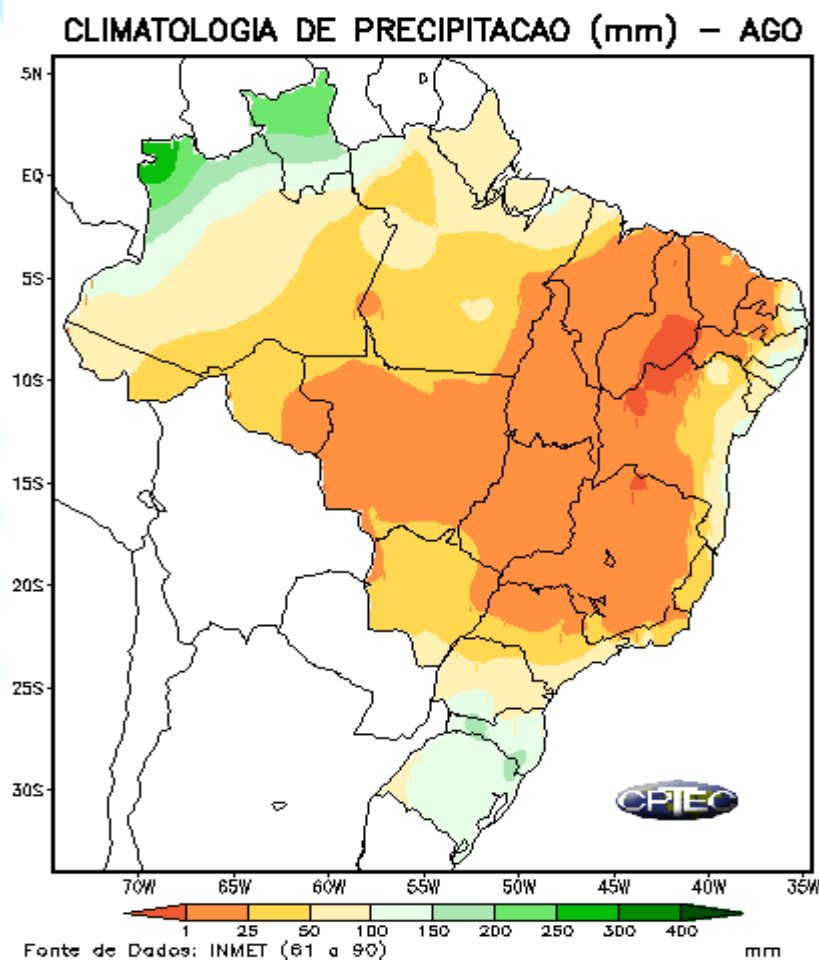 CLIMATOLOGIA DE PRECIPITACAO (mm) – AGO
5N
EQ
5S
10S
15S
20S
25S
30S
CPTEC
70W 65W 60W 55W 50W 45W 40W 35W
1 25 50 100 150 200 250 300 400
Fonte de Dados: INMET (61 a 90) mm